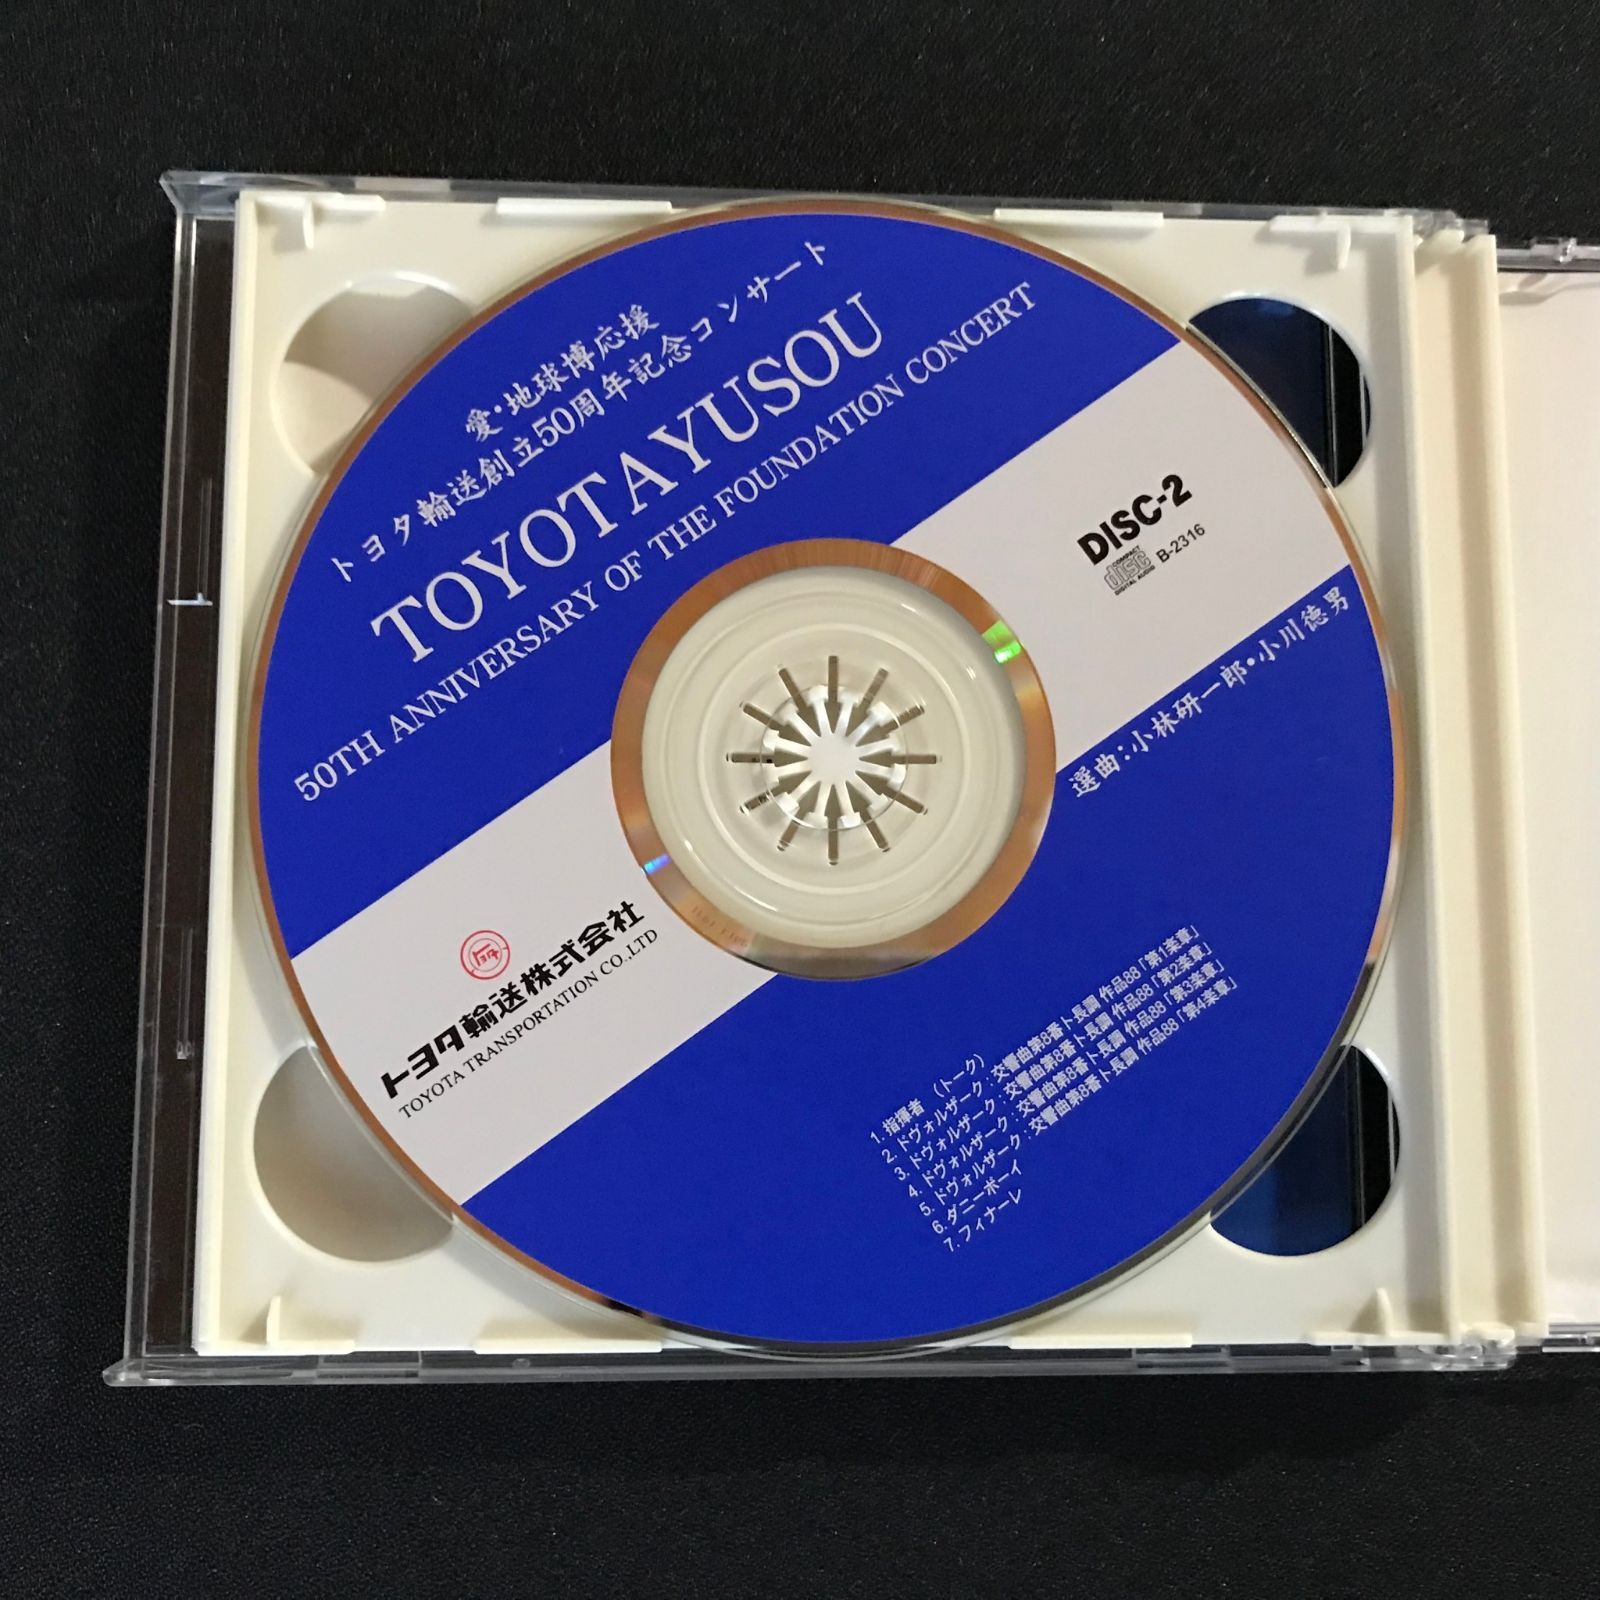 愛・地球博応援
トヨタ輸送創立50周年記念コンサート
TOYOTAYUSOU
50TH ANNIVERSARY OF THE FOUNDATION CONCERT
DISC-2
COMPACT
disc
DIGITAL AUDIO
B-2316
選曲:小林研一郎・小川徳男
トヨタ
トヨタ輸送株式会社
TOYOTA TRANSPORTATION CO.,LTD
1. 指揮者 (トーク)
2. ドヴォルザーク : 交響曲第8番ト長調 作品88「第1楽章」
3. ドヴォルザーク : 交響曲第8番ト長調 作品88「第2楽章」
4. ドヴォルザーク : 交響曲第8番ト長調 作品88「第3楽章」
5. ドヴォルザーク : 交響曲第8番ト長調 作品88「第4楽章」
6. ダニーボーイ
7. フィナーレ